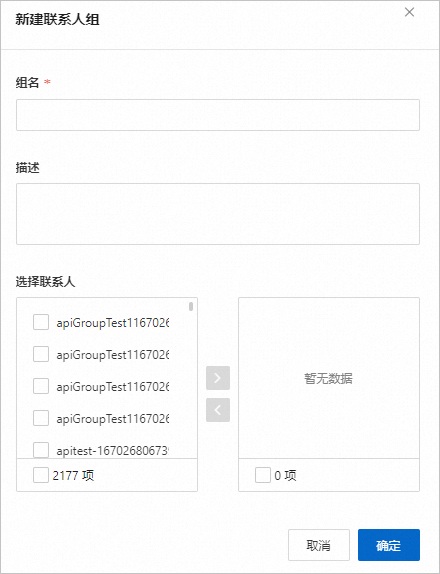 新建联系人组
组名 *
描述
选择联系人
apiGroupTest1167026
apiGroupTest1167026
apiGroupTest1167026
apiGroupTest1167026
apitest-167026806739
2177 项
暂无数据
0 项
取消
确定